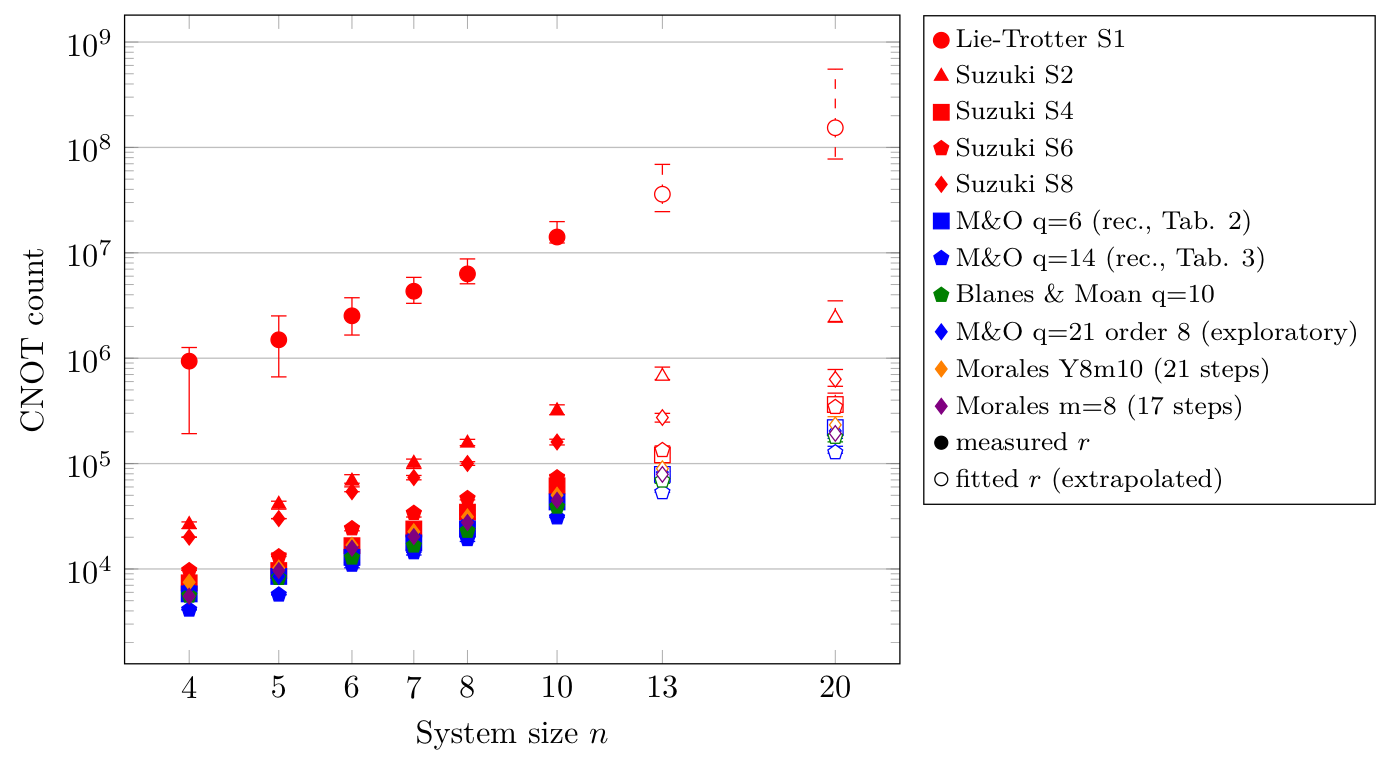 10^9
10^8
10^7
10^6
10^5
10^4
CNOT count
4 5 6 7 8 10 13 20
System size n
Lie-Trotter S1
Suzuki S2
Suzuki S4
Suzuki S6
Suzuki S8
M&O q=6 (rec., Tab. 2)
M&O q=14 (rec., Tab. 3)
Blanes & Moan q=10
M&O q=21 order 8 (exploratory)
Morales Y8m10 (21 steps)
Morales m=8 (17 steps)
measured r
fitted r (extrapolated)